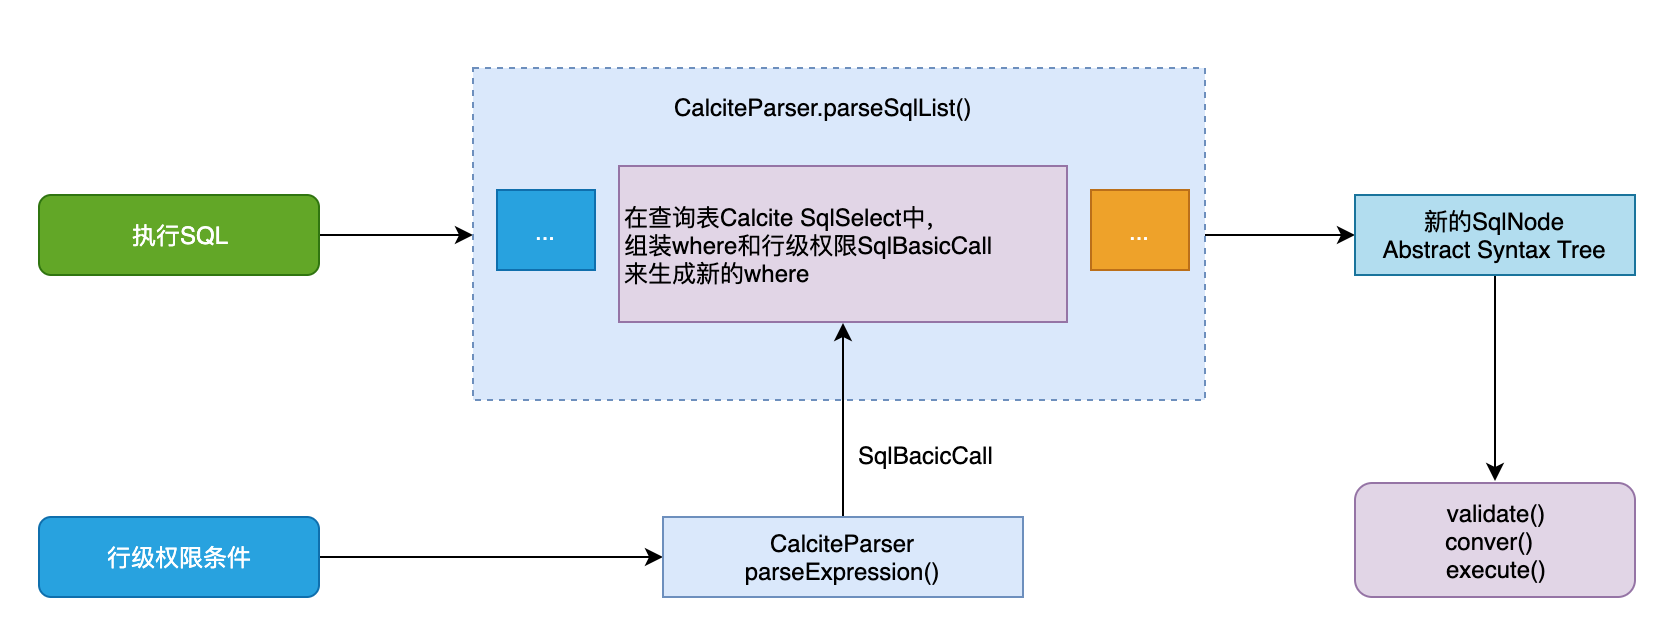 CalciteParser.parseSqlList()
执行SQL
...
在查询表Calcite SqlSelect中，
组装where和行级权限SqlBasicCall
来生成新的where
...
新的SqlNode
Abstract Syntax Tree
SqlBacicCall
行级权限条件
CalciteParser
parseExpression()
validate()
conver()
execute()